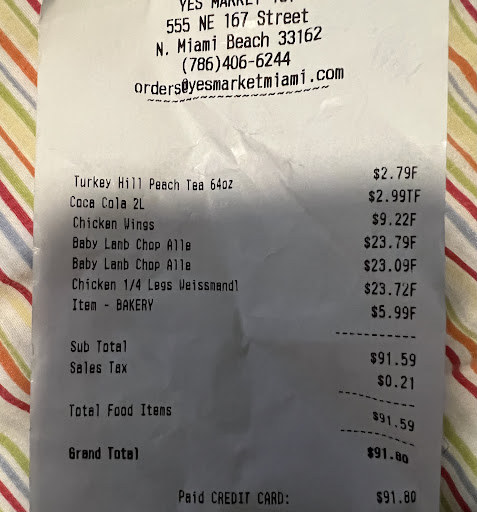 YES MARKET
555 NE 167 Street
N. Miami Beach 33162
(786)406-6244
orders@yesmarketmiami.com
~~~~~~~~~~~~~~~~~~~~~~
Turkey Hill Peach Tea 64oz $2.79F
Coca Cola 2L $2.99TF
Chicken Wings $9.22F
Baby Lamb Chop Alle $23.79F
Baby Lamb Chop Alle $23.09F
Chicken 1/4 Legs Weissmandl $23.72F
Item - BAKERY $5.99F
-----------
Sub Total $91.59
Sales Tax $0.21
-----------
Total Food Items $91.59
-----------
Grand Total $91.80
Paid CREDIT CARD: $91.80